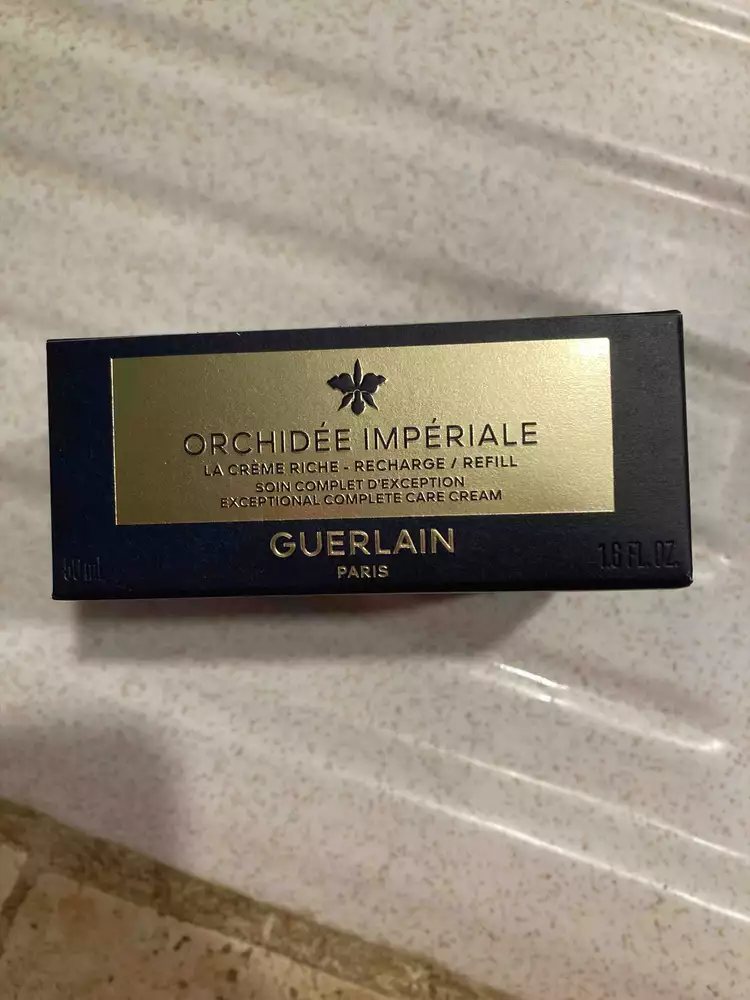 ORCHIDÉE IMPÉRIALE
LA CRÈME RICHE - RECHARGE / REFILL
SOIN COMPLET D'EXCEPTION
EXCEPTIONAL COMPLETE CARE CREAM
GUERLAIN
PARIS
50 ml
1.6 FL. OZ.